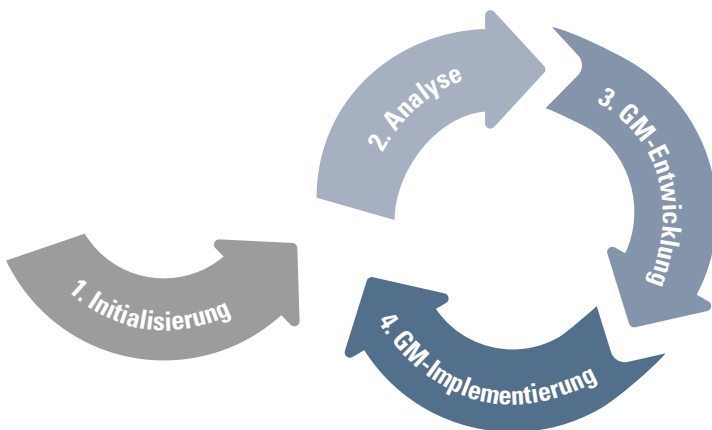 1. Initialisierung
2. Analyse
3. GM-Entwicklung
4. GM-Implementierung